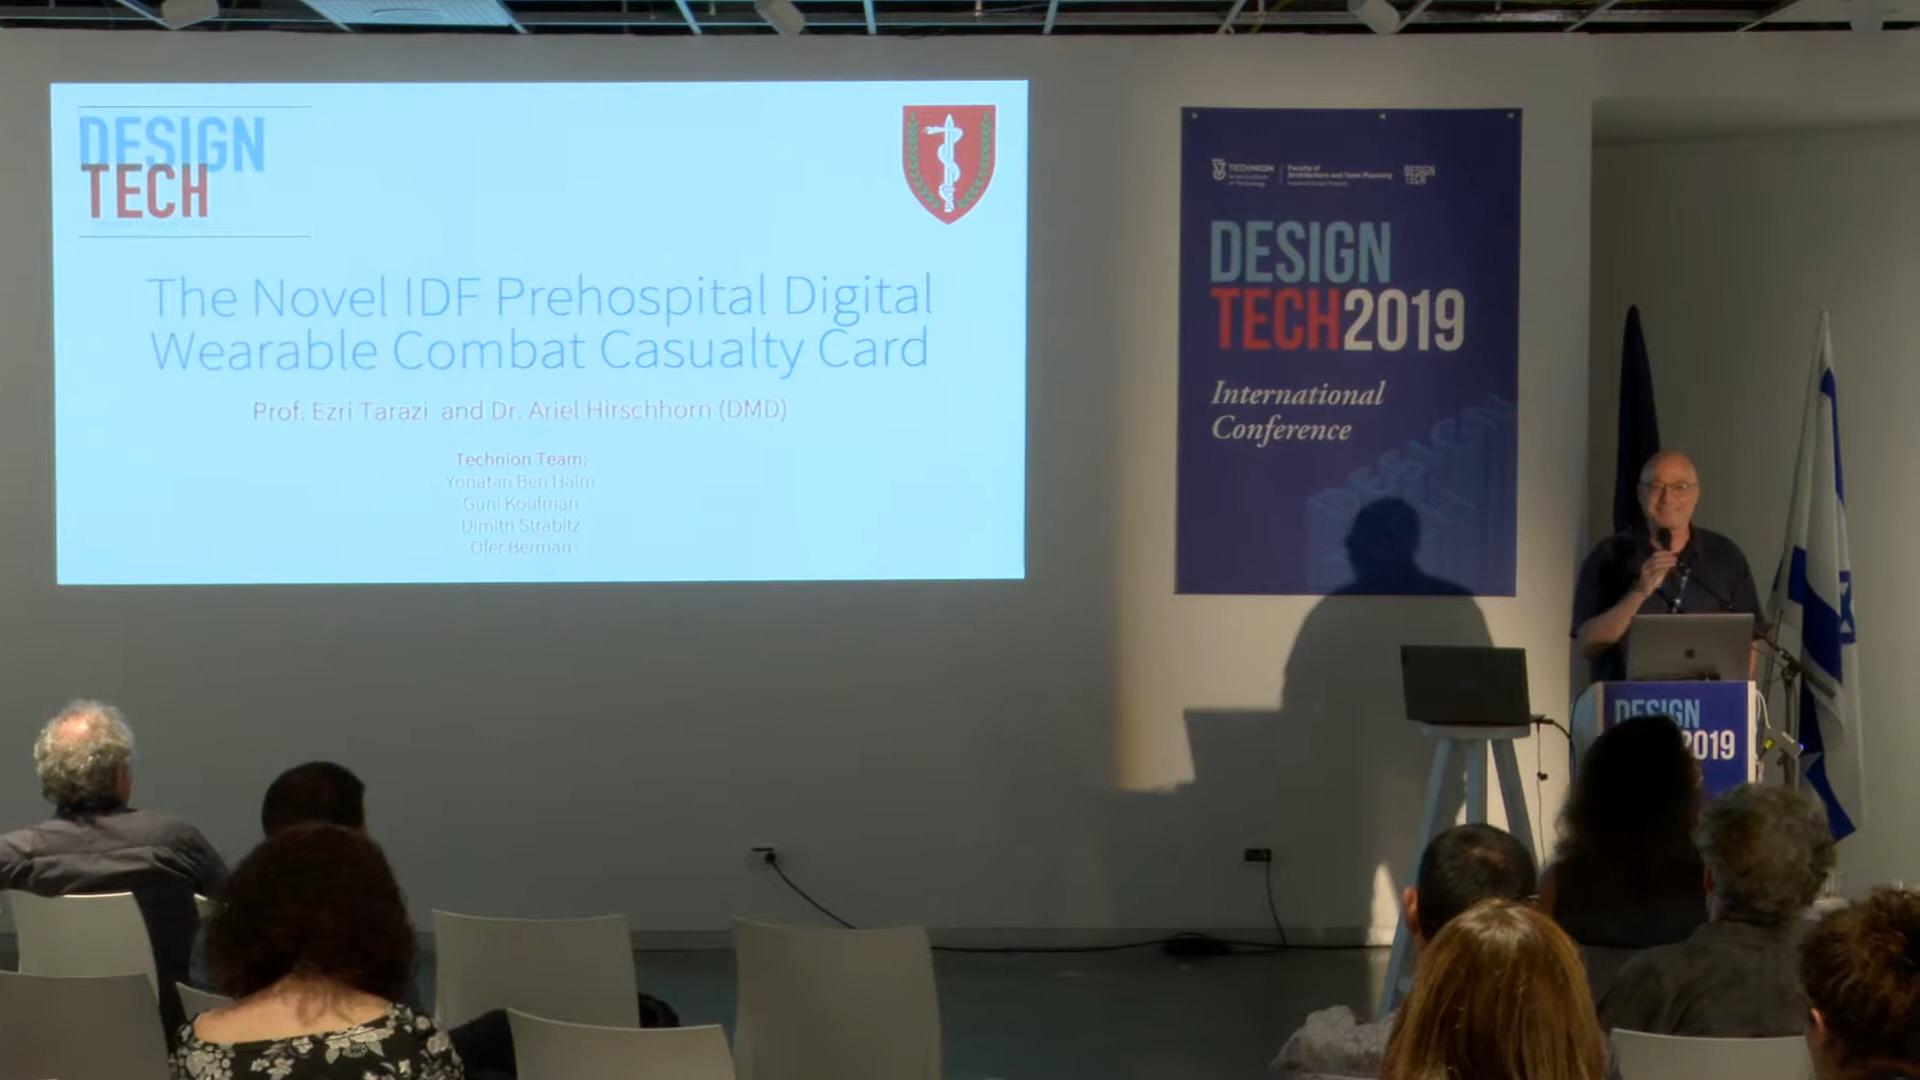 DESIGN
TECH
The Novel IDF Prehospital Digital
Wearable Combat Casualty Card
Prof. Ezri Tarazi and Dr. Ariel Hirschhorn (DMD)
Technion Team:
Yonatan Ben Haim
Guni Koufman
Dimitri Strabitz
Ofer Berman
TECHNION
Faculty of
Architecture and Town Planning
DESIGN
TECH
DESIGN
TECH2019
International
Conference
DESIGN
2019